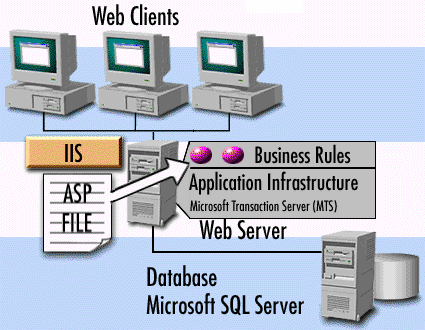 Web Clients
IIS
ASP
FILE
Business Rules
Application Infrastructure
Microsoft Transaction Server (MTS)
Web Server
Database
Microsoft SQL Server